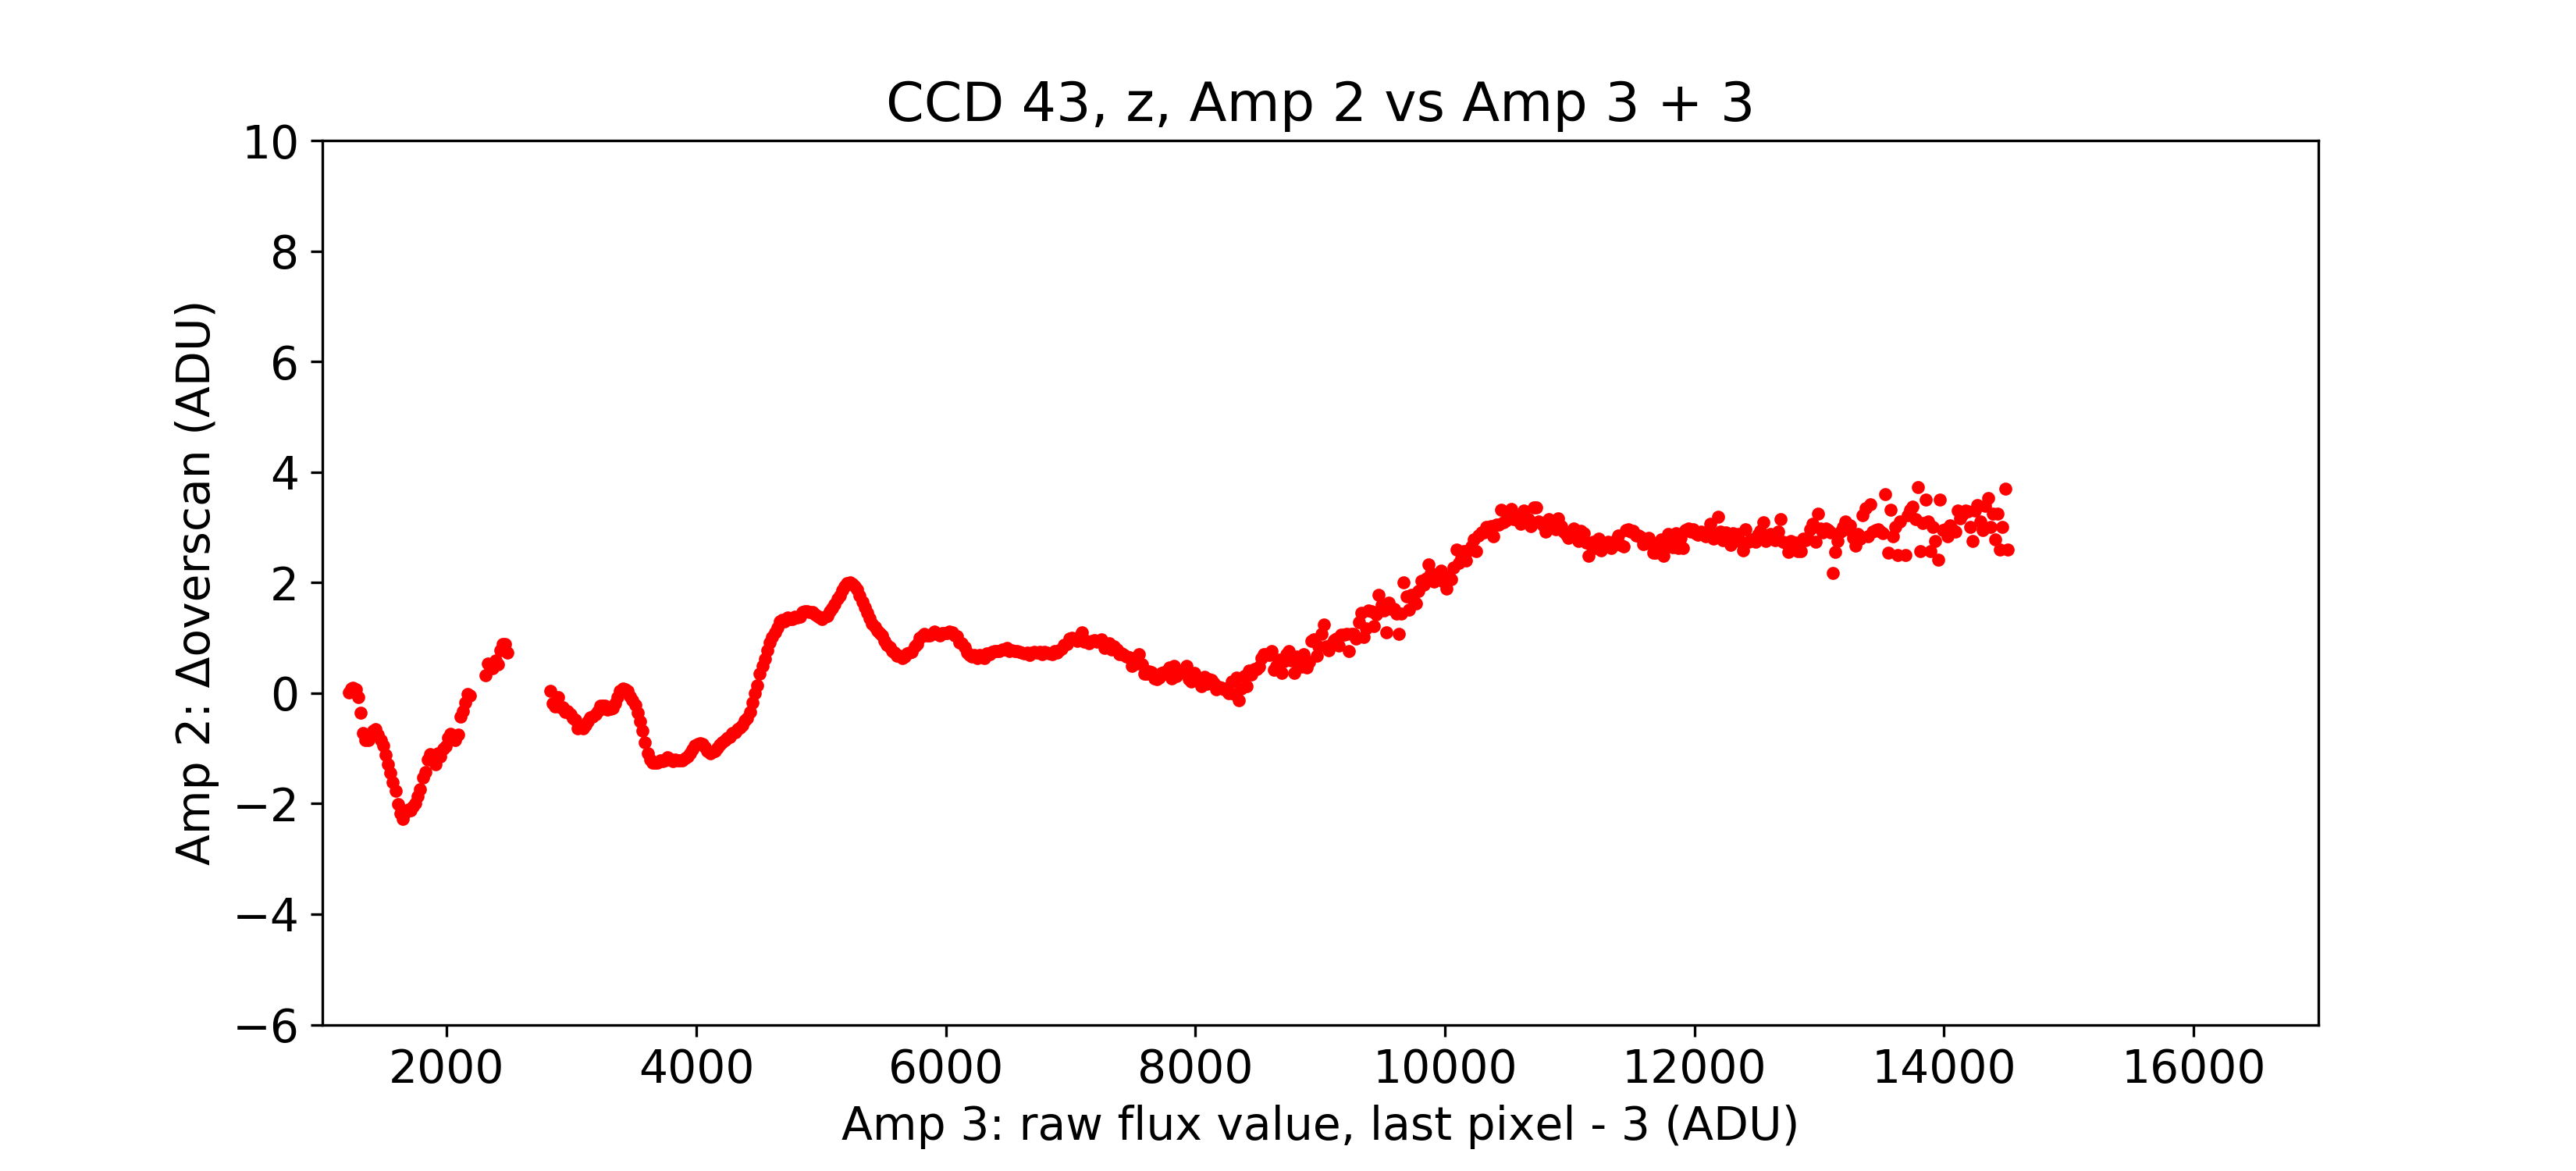 CCD 43, z, Amp 2 vs Amp 3 + 3
10
8
6
4
2
0
−2
−4
−6
Amp 2: Δoverscan (ADU)
2000 4000 6000 8000 10000 12000 14000 16000
Amp 3: raw flux value, last pixel - 3 (ADU)